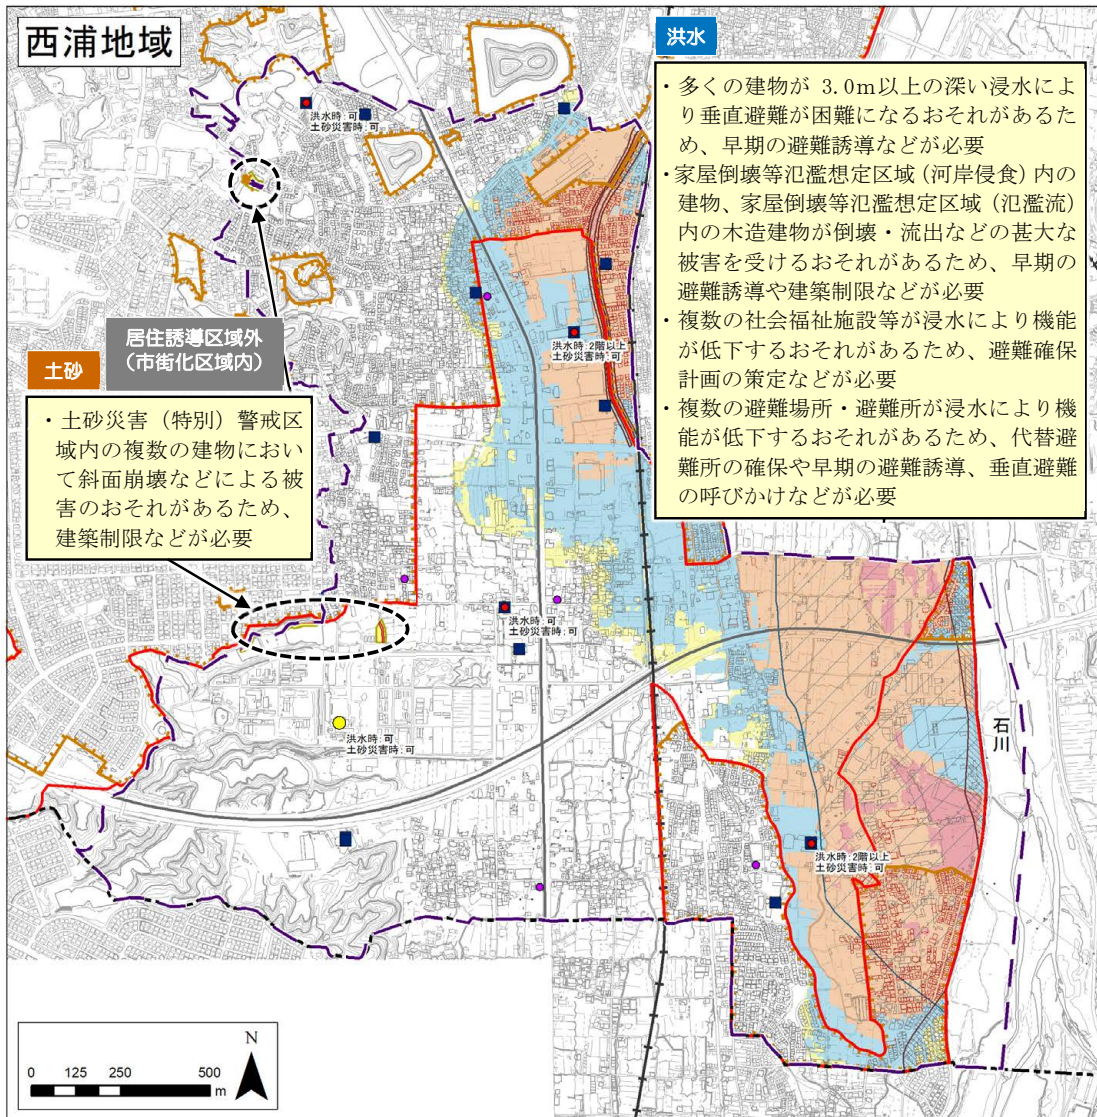 西浦地域
洪水
・多くの建物が 3.0m以上の深い浸水によ
り垂直避難が困難になるおそれがあるた
め、早期の避難誘導などが必要
・家屋倒壊等氾濫想定区域（河岸侵食）内の
建物、家屋倒壊等氾濫想定区域（氾濫流）
内の木造建物が倒壊・流出などの甚大な
被害を受けるおそれがあるため、早期の
避難誘導や建築制限などが必要
・複数の社会福祉施設等が浸水により機能
が低下するおそれがあるため、避難確保
計画の策定などが必要
・複数の避難場所・避難所が浸水により機
能が低下するおそれがあるため、代替避
難所の確保や早期の避難誘導、垂直避難
の呼びかけなどが必要
洪水時:可
土砂災害時:可
居住誘導区域外
（市街化区域内）
土砂
・土砂災害（特別）警戒区
域内の複数の建物におい
て斜面崩壊などによる被
害のおそれがあるため、
建築制限などが必要
洪水時:2階以上
土砂災害時:可
洪水時:可
土砂災害時:可
洪水時:可
土砂災害時:可
石川
洪水時:2階以上
土砂災害時:可
N
0 125 250 500
m